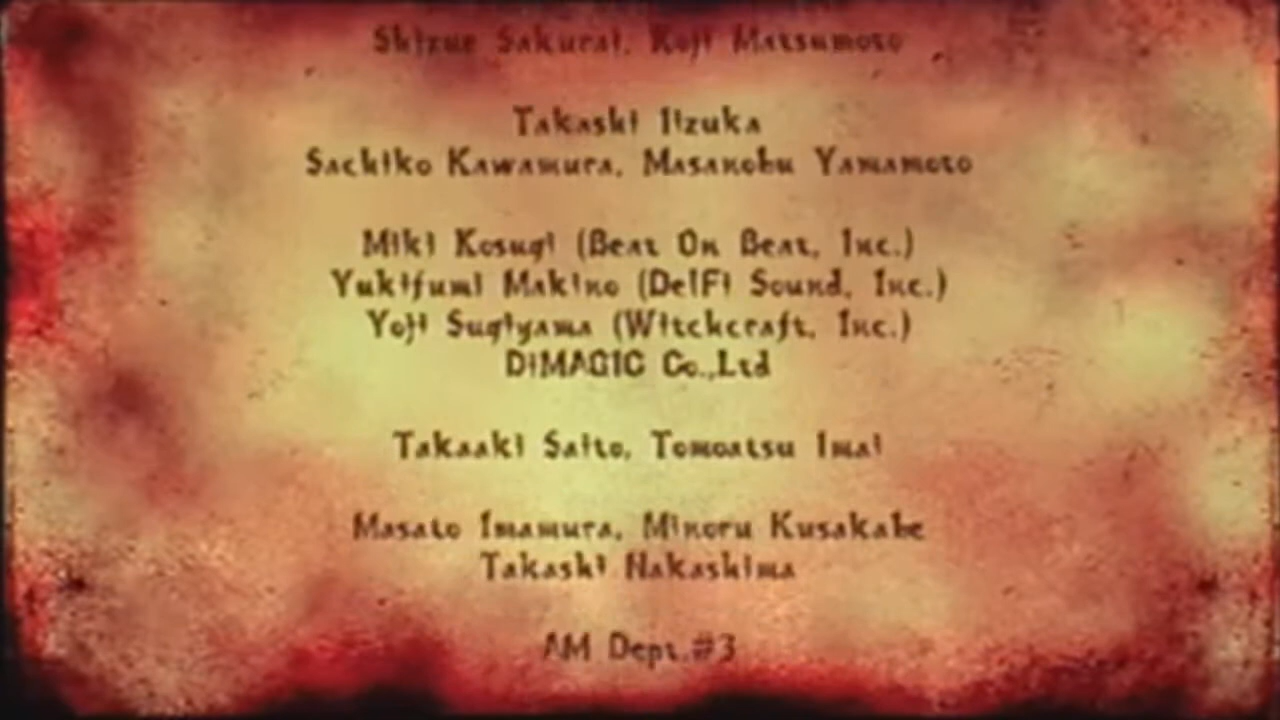 Shizue Sakurai, Koji Matsumoto
Takashi Iizuka
Sachiko Kawamura, Masanobu Yamamoto
Miki Kosugi (Beat On Beat, Inc.)
Yukifumi Makino (DelFi Sound, Inc.)
Yoji Sugiyama (Witchcraft, Inc.)
DiMAGIC Co.,Ltd
Takaaki Saito, Tomoatsu Imai
Masato Imamura, Minoru Kusakabe
Takashi Nakashima
AM Dept.#3